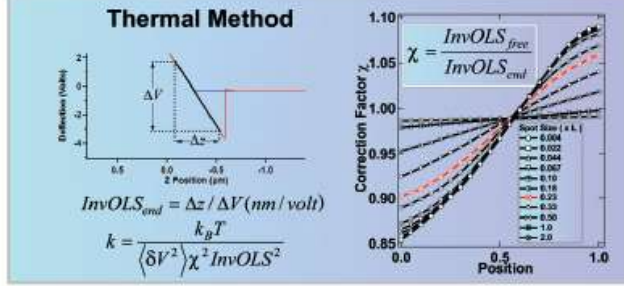 Thermal Method
Deflection (Volts)
2
0
-2
-4
ΔV
Δz
0.5
0.0
-0.5
-1.0
Z Position (µm)
InvOLS_end = Δz / ΔV (nm / volt)
k = k_B T / ⟨δV²⟩χ² InvOLS²
χ = InvOLS_free / InvOLS_end
Correction Factor χ
1.10
1.05
1.00
0.95
0.90
0.85
Spot Size ( x L )
0.004
0.022
0.044
0.067
0.10
0.23
0.33
0.50
1.0
2.0
0.0
0.5
1.0
Position